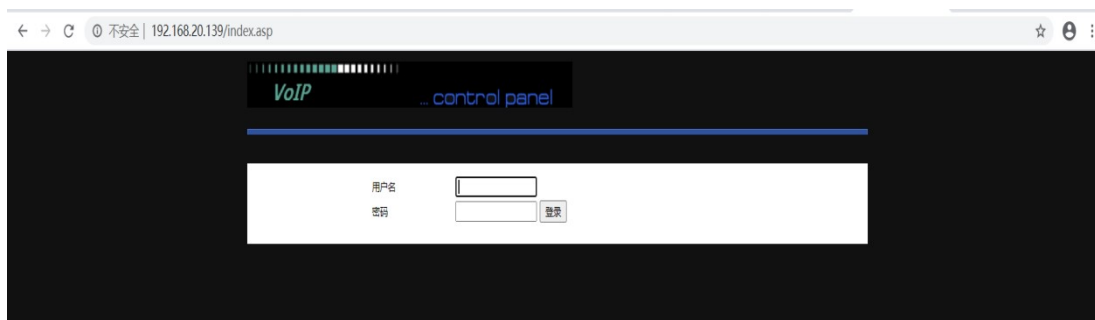 不安全 | 192.168.20.139/index.asp
VoIP
... control panel
用户名
密码 登录